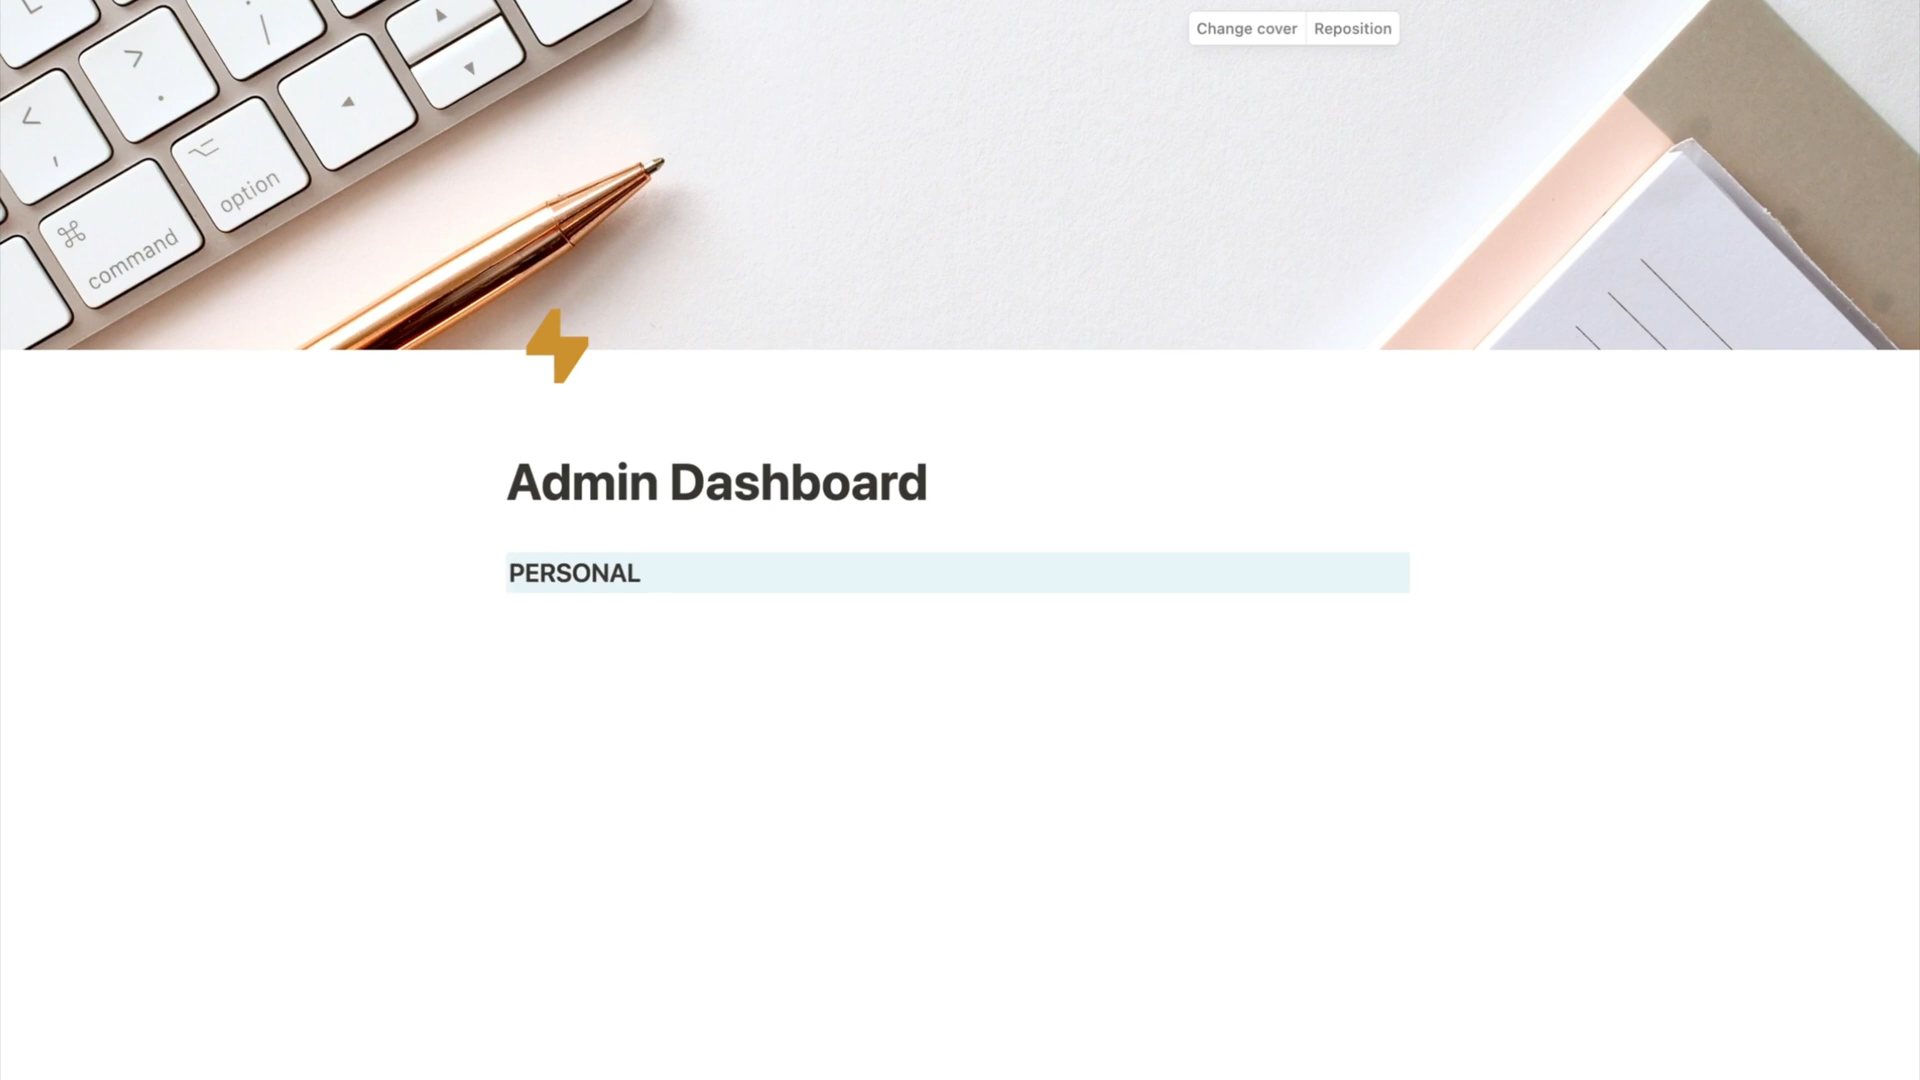 Change cover Reposition
>
.
/
<
,
option
command
Admin Dashboard
PERSONAL